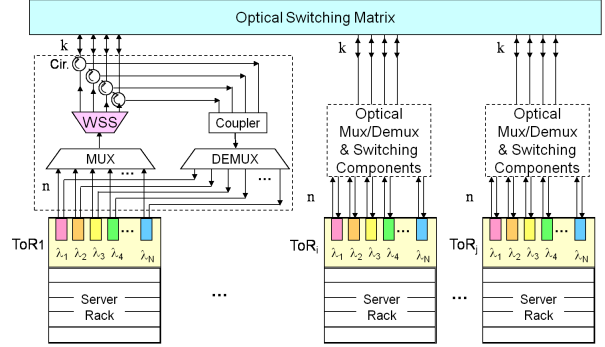 Optical Switching Matrix
k
k
k
Cir.
WSS
Coupler
MUX
DEMUX
...
...
n
Optical
Mux/Demux
& Switching
Components
n
Optical
Mux/Demux
& Switching
Components
n
ToR1
λ1 λ2 λ3 λ4 ... λN
Server
Rack
...
ToRi
λ1 λ2 λ3 λ4 ... λN
Server
Rack
...
ToRj
λ1 λ2 λ3 λ4 ... λN
Server
Rack